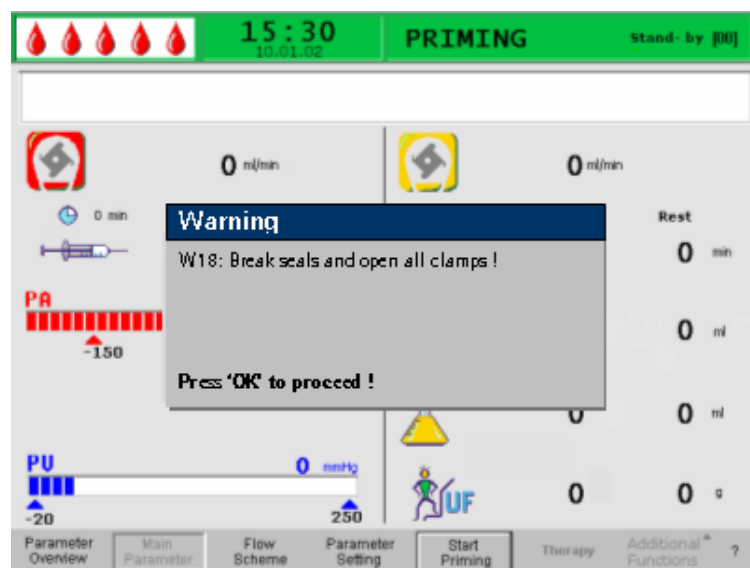 15:30
10.01.02
PRIMING
Stand- by [00]
0 ml/min
0 ml/min
0 min
Rest
Warning
W18: Break seals and open all clamps !
Press 'OK' to proceed !
0 min
PA
-150
0 ml
0
0 ml
PV
0 mmHg
-20
250
UF
0
0 g
Parameter Overview
Main Parameter
Flow Scheme
Parameter Setting
Start Priming
Therapy
Additional Functions
?